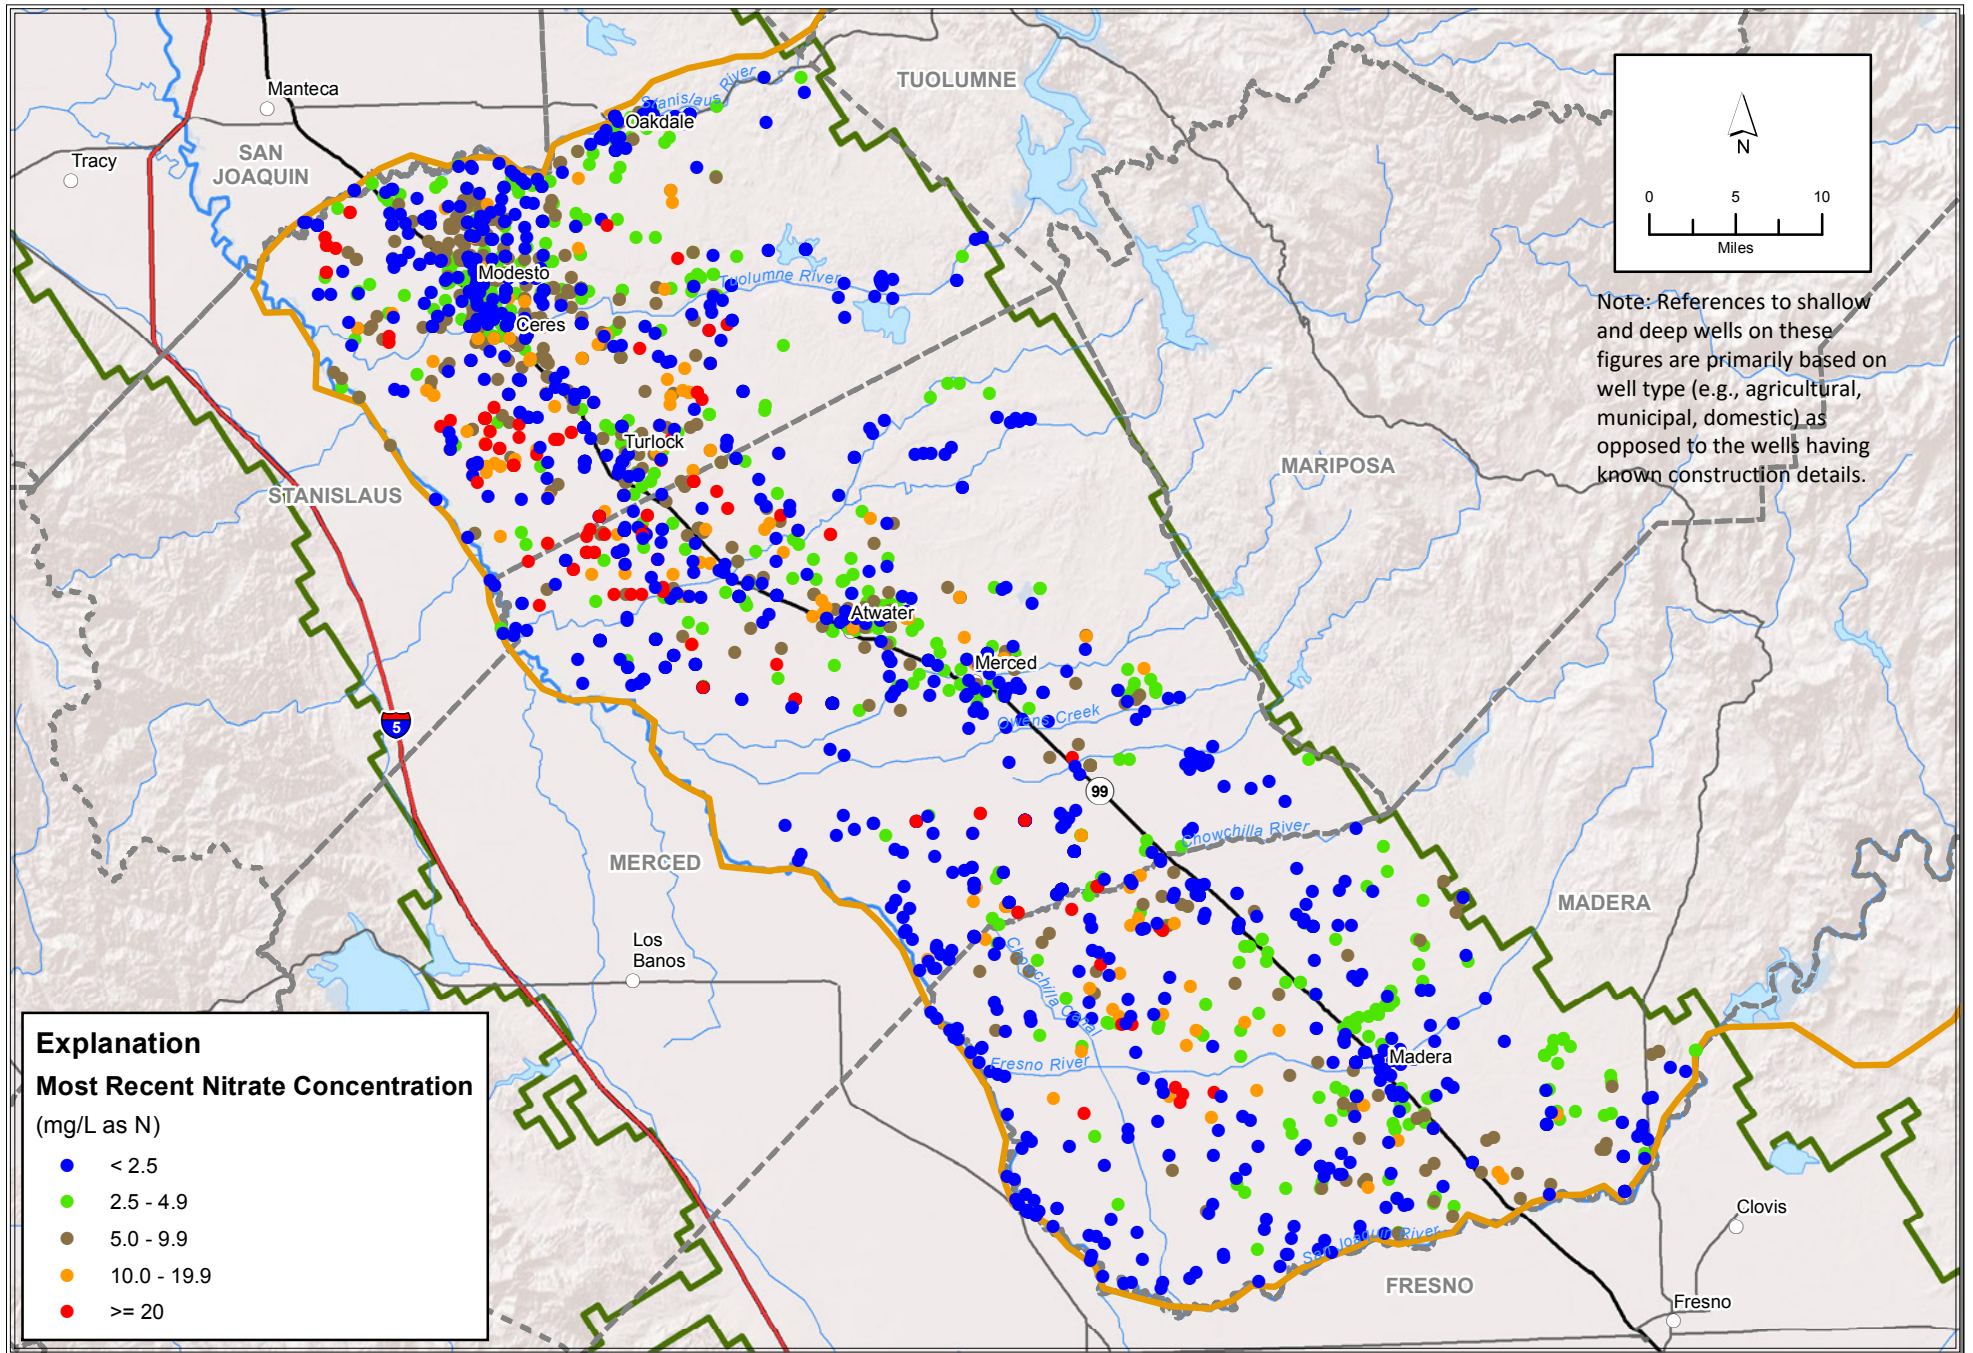 Manteca
Tracy
SAN
JOAQUIN
Stanislaus River
Oakdale
TUOLUMNE
N
0 5 10
Miles
Note: References to shallow
and deep wells on these
figures are primarily based on
well type (e.g., agricultural,
municipal, domestic) as
opposed to the wells having
known construction details.
Modesto
Tuolumne River
Ceres
Turlock
STANISLAUS
MARIPOSA
Atwater
Merced
Owens Creek
5
99
Chowchilla River
MERCED
MADERA
Los
Banos
Chowchilla Canal
Fresno River
Madera
San Joaquin River
Clovis
FRESNO
Fresno
Explanation
Most Recent Nitrate Concentration
(mg/L as N)
< 2.5
2.5 - 4.9
5.0 - 9.9
10.0 - 19.9
>= 20